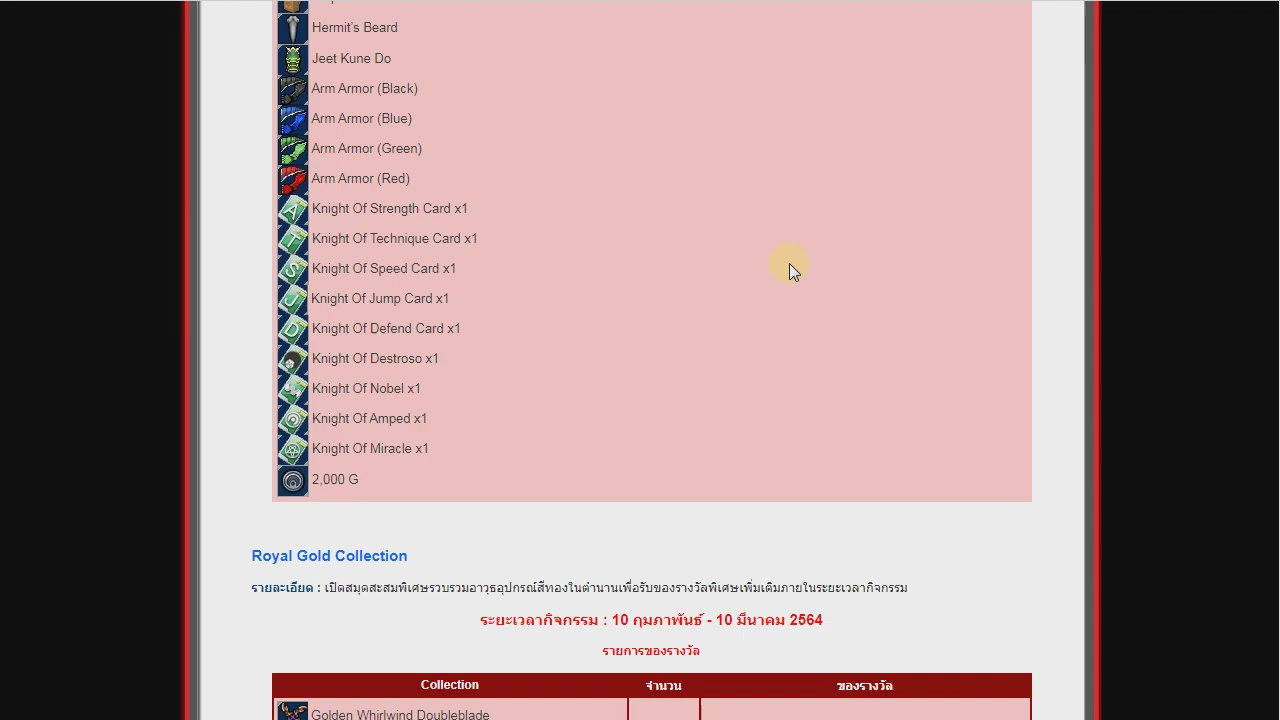 Hermit's Beard
Jeet Kune Do
Arm Armor (Black)
Arm Armor (Blue)
Arm Armor (Green)
Arm Armor (Red)
Knight Of Strength Card x1
Knight Of Technique Card x1
Knight Of Speed Card x1
Knight Of Jump Card x1
Knight Of Defend Card x1
Knight Of Destroso x1
Knight Of Nobel x1
Knight Of Amped x1
Knight Of Miracle x1
2,000 G
Royal Gold Collection
รายละเอียด : เปิดสมุดสะสมพิเศษรวบรวมอาวุธอุปกรณ์สีทองในตำนานเพื่อรับของรางวัลพิเศษเพิ่มเติมภายในระยะเวลากิจกรรม
ระยะเวลากิจกรรม : 10 กุมภาพันธ์ - 10 มีนาคม 2564
รายการของรางวัล
Collection จำนวน ของรางวัล
Golden Whirlwind Doubleblade